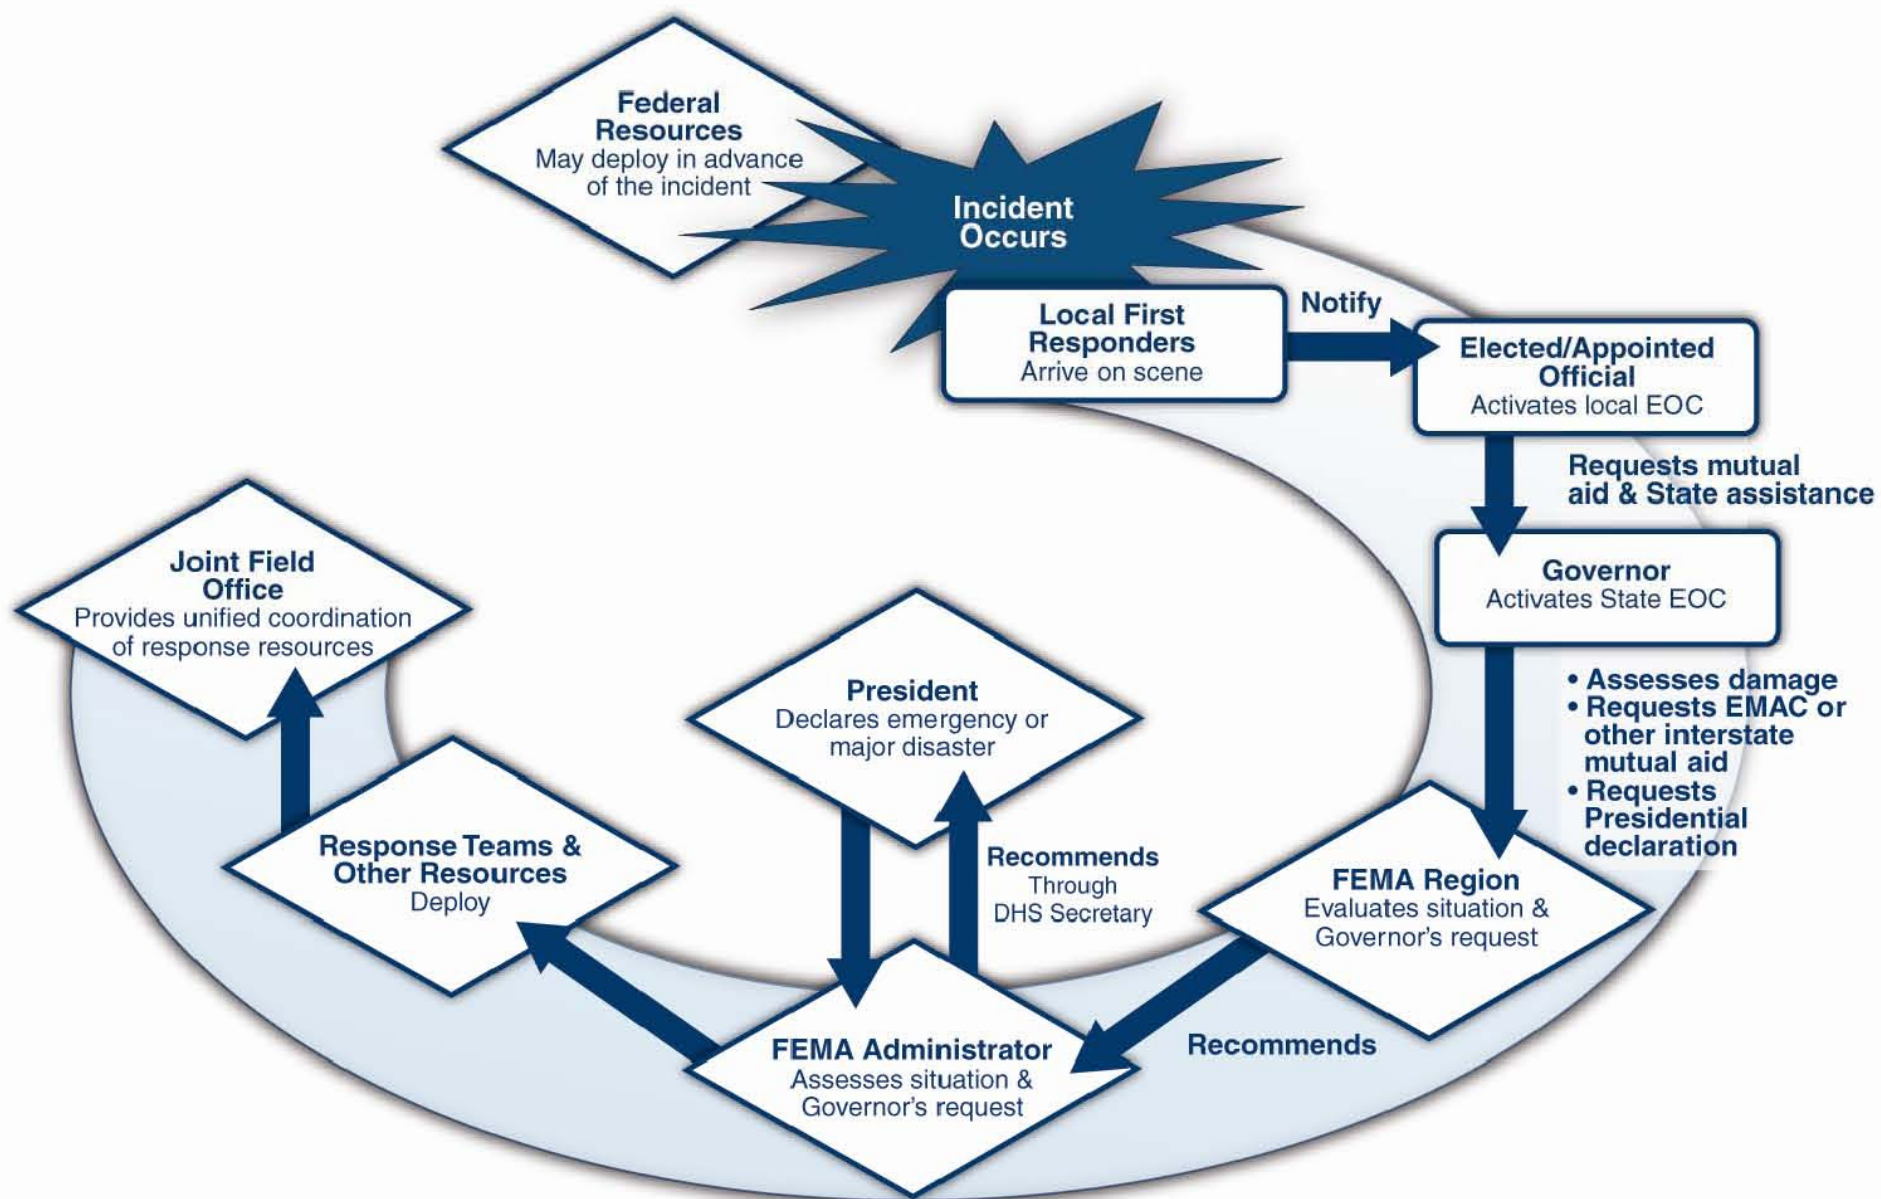 Federal
Resources
May deploy in advance
of the incident
Incident
Occurs
Local First
Responders
Arrive on scene
Notify
Elected/Appointed
Official
Activates local EOC
Requests mutual
aid & State assistance
Governor
Activates State EOC
• Assesses damage
• Requests EMAC or
other interstate
mutual aid
• Requests
Presidential
declaration
FEMA Region
Evaluates situation &
Governor's request
Recommends
FEMA Administrator
Assesses situation &
Governor's request
Recommends
Through
DHS Secretary
President
Declares emergency or
major disaster
Response Teams &
Other Resources
Deploy
Joint Field
Office
Provides unified coordination
of response resources